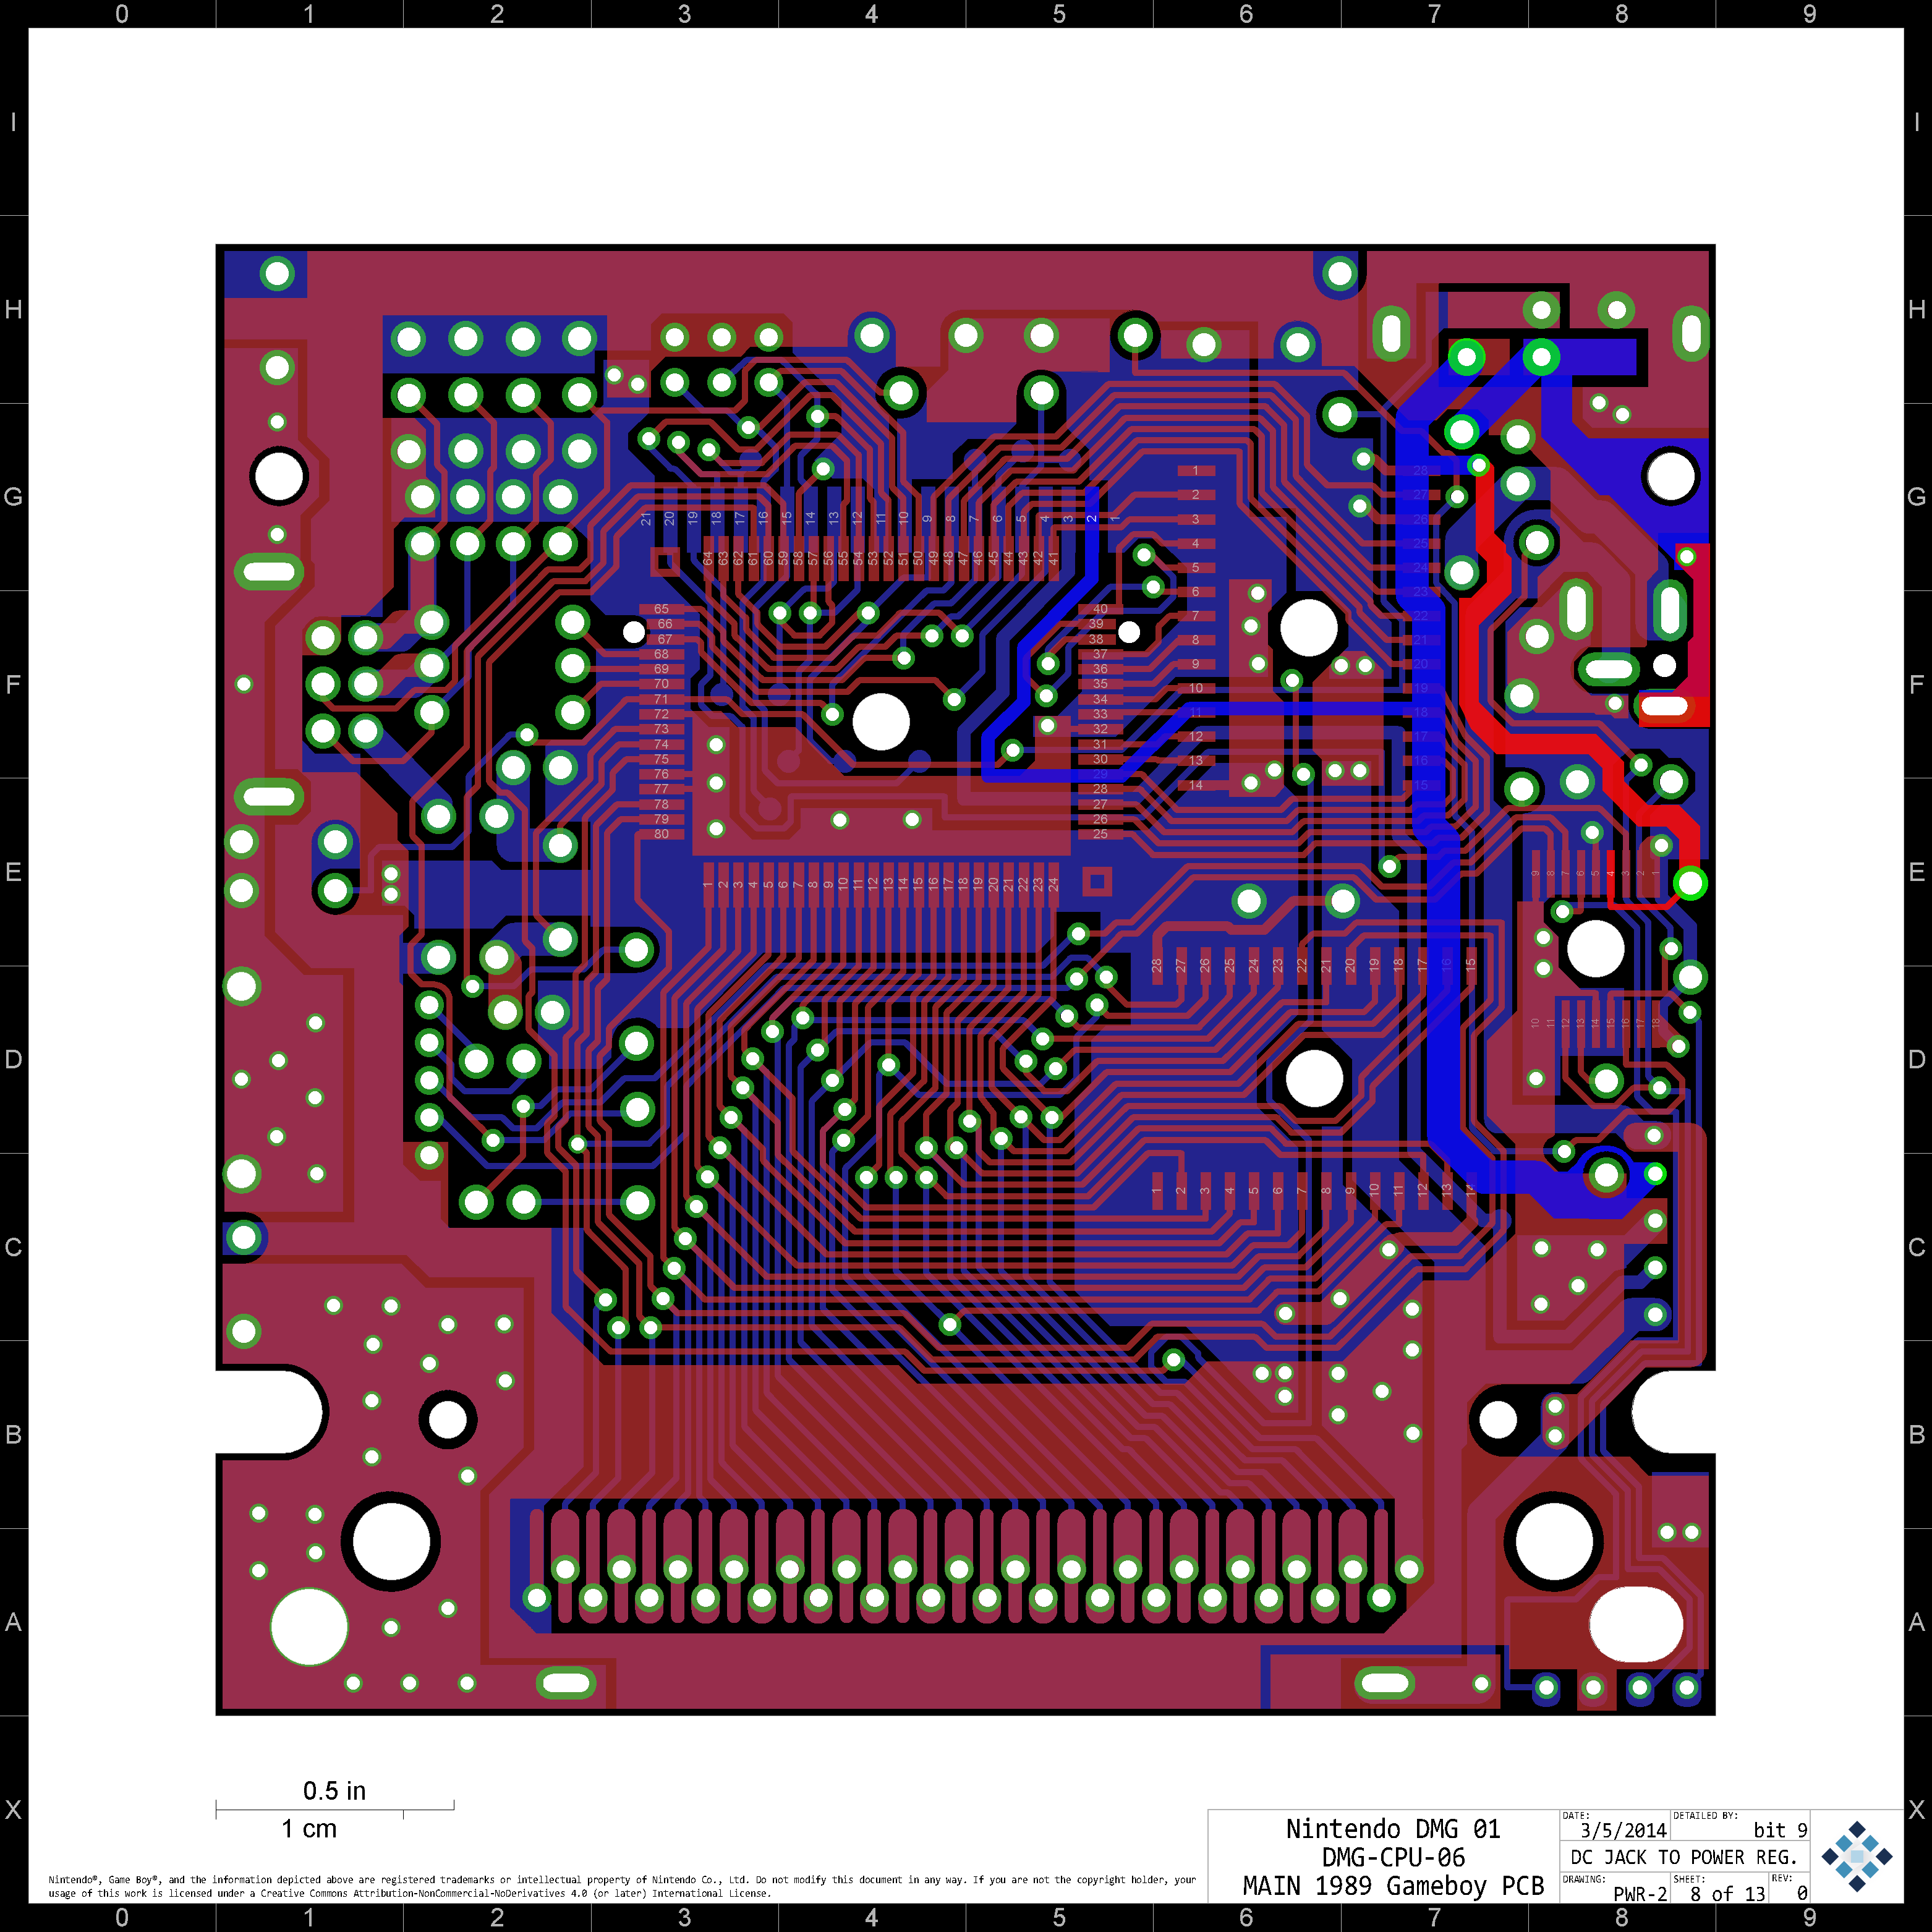 0 1 2 3 4 5 6 7 8 9
I I
H H
21 20 19 18 17 16 15 14 13 12 11 10 9 8 7 6 5 4 3 2 1
64 63 62 61 60 59 58 57 56 55 54 53 52 51 50 49 48 47 46 45 44 43 42 41
1 28
2 27
G G
3 26
4 25
5 24
6 23
65 40 7 22
66 39
67 38 8 21
68 37
69 36 9 20
F F
70 35 10 19
71 34
72 33 11 18
73 32 12 17
74 31
75 30 13 16
76 29
77 28 14 15
78 27
79 26
80 25
E E
1 2 3 4 5 6 7 8 9 10 11 12 13 14 15 16 17 18 19 20 21 22 23 24
9 8 7 6 5 4 3 2 1
28 27 26 25 24 23 22 21 20 19 18 17 16 15
10 11 12 13 14 15 16 17 18
D D
1 2 3 4 5 6 7 8 9 10 11 12 13 14
C C
B B
A A
X X
0.5 in
1 cm
Nintendo DMG 01
DMG-CPU-06
MAIN 1989 Gameboy PCB
DATE: 3/5/2014 DETAILED BY: bit 9
DC JACK TO POWER REG.
DRAWING: PWR-2 SHEET: 8 of 13 REV: 0
Nintendo®, Game Boy®, and the information depicted above are registered trademarks or intellectual property of Nintendo Co., Ltd. Do not modify this document in any way. If you are not the copyright holder, your
usage of this work is licensed under a Creative Commons Attribution-NonCommercial-NoDerivatives 4.0 (or later) International License.
0 1 2 3 4 5 6 7 8 9